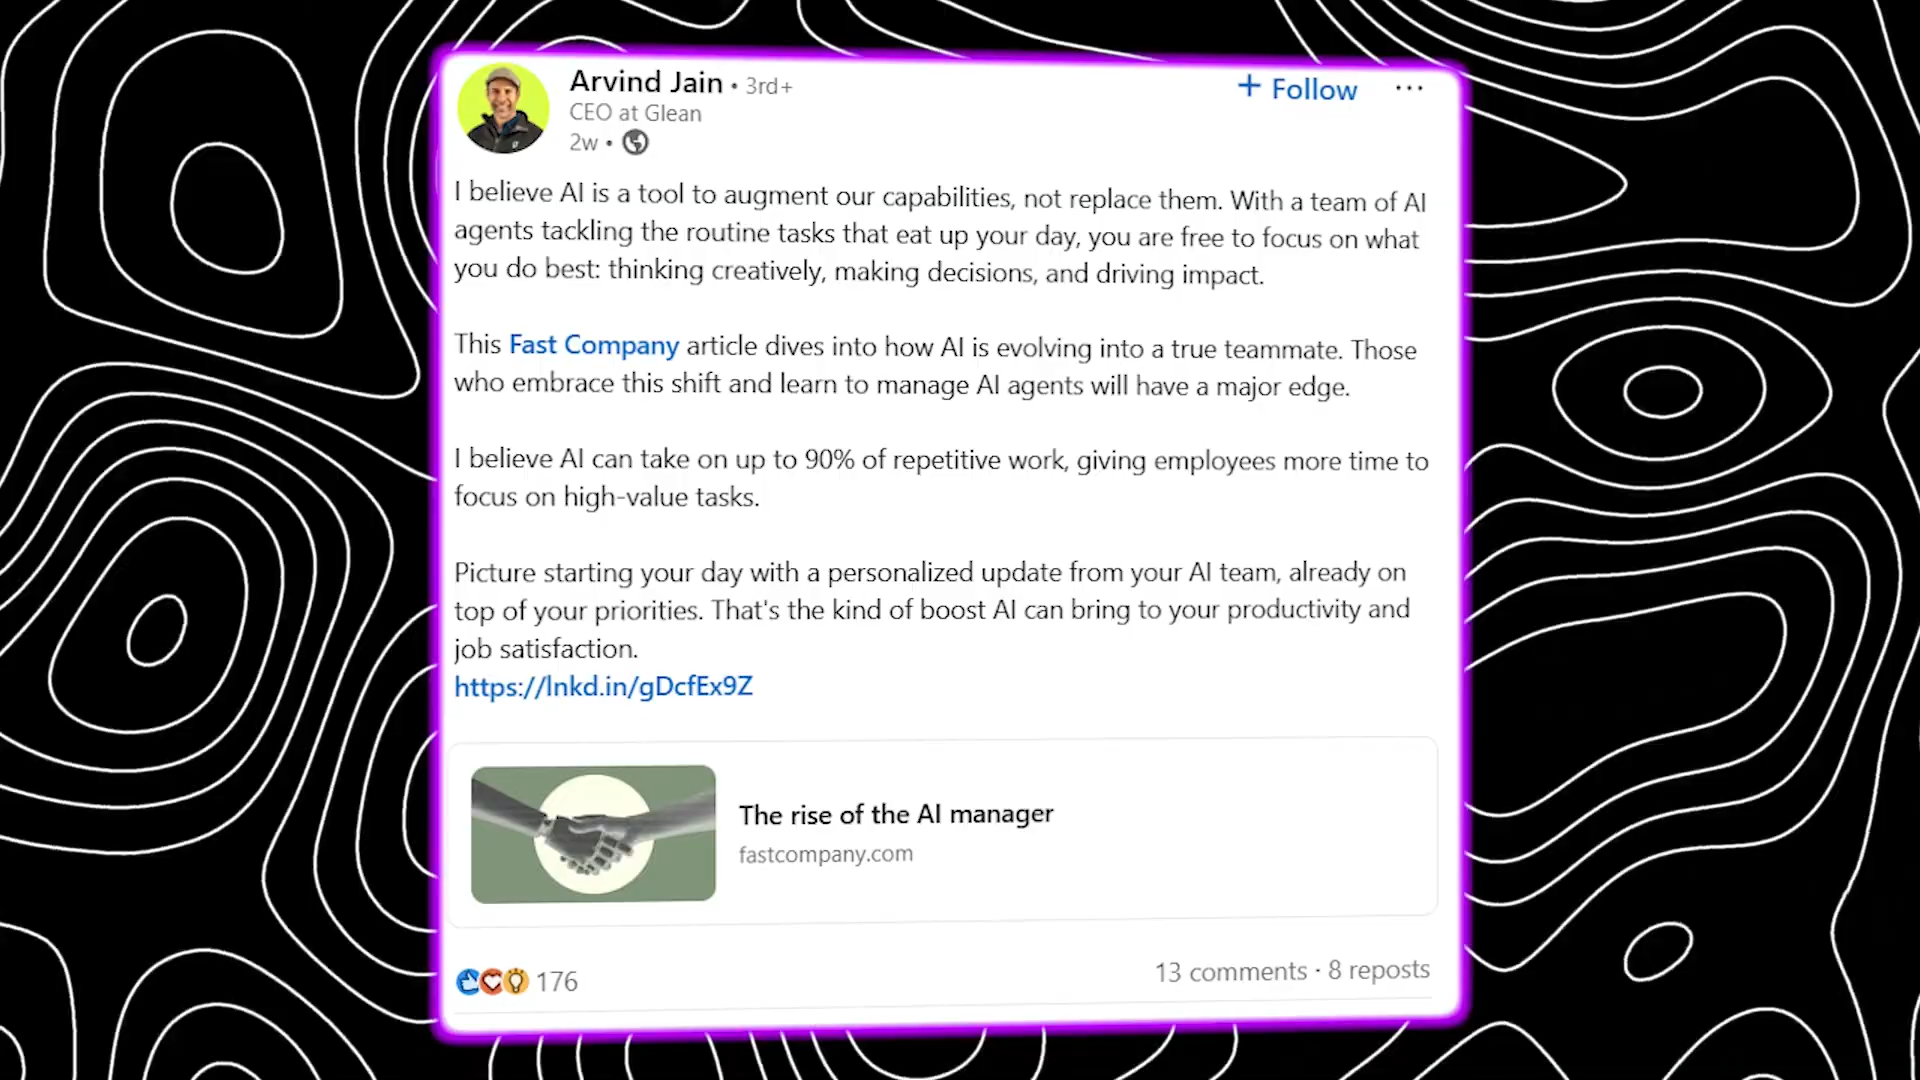 Arvind Jain • 3rd+
+ Follow ...
CEO at Glean
2w •
I believe AI is a tool to augment our capabilities, not replace them. With a team of AI
agents tackling the routine tasks that eat up your day, you are free to focus on what
you do best: thinking creatively, making decisions, and driving impact.
This Fast Company article dives into how AI is evolving into a true teammate. Those
who embrace this shift and learn to manage AI agents will have a major edge.
I believe AI can take on up to 90% of repetitive work, giving employees more time to
focus on high-value tasks.
Picture starting your day with a personalized update from your AI team, already on
top of your priorities. That's the kind of boost AI can bring to your productivity and
job satisfaction.
https://lnkd.in/gDcfEx9Z
The rise of the AI manager
fastcompany.com
176
13 comments · 8 reposts